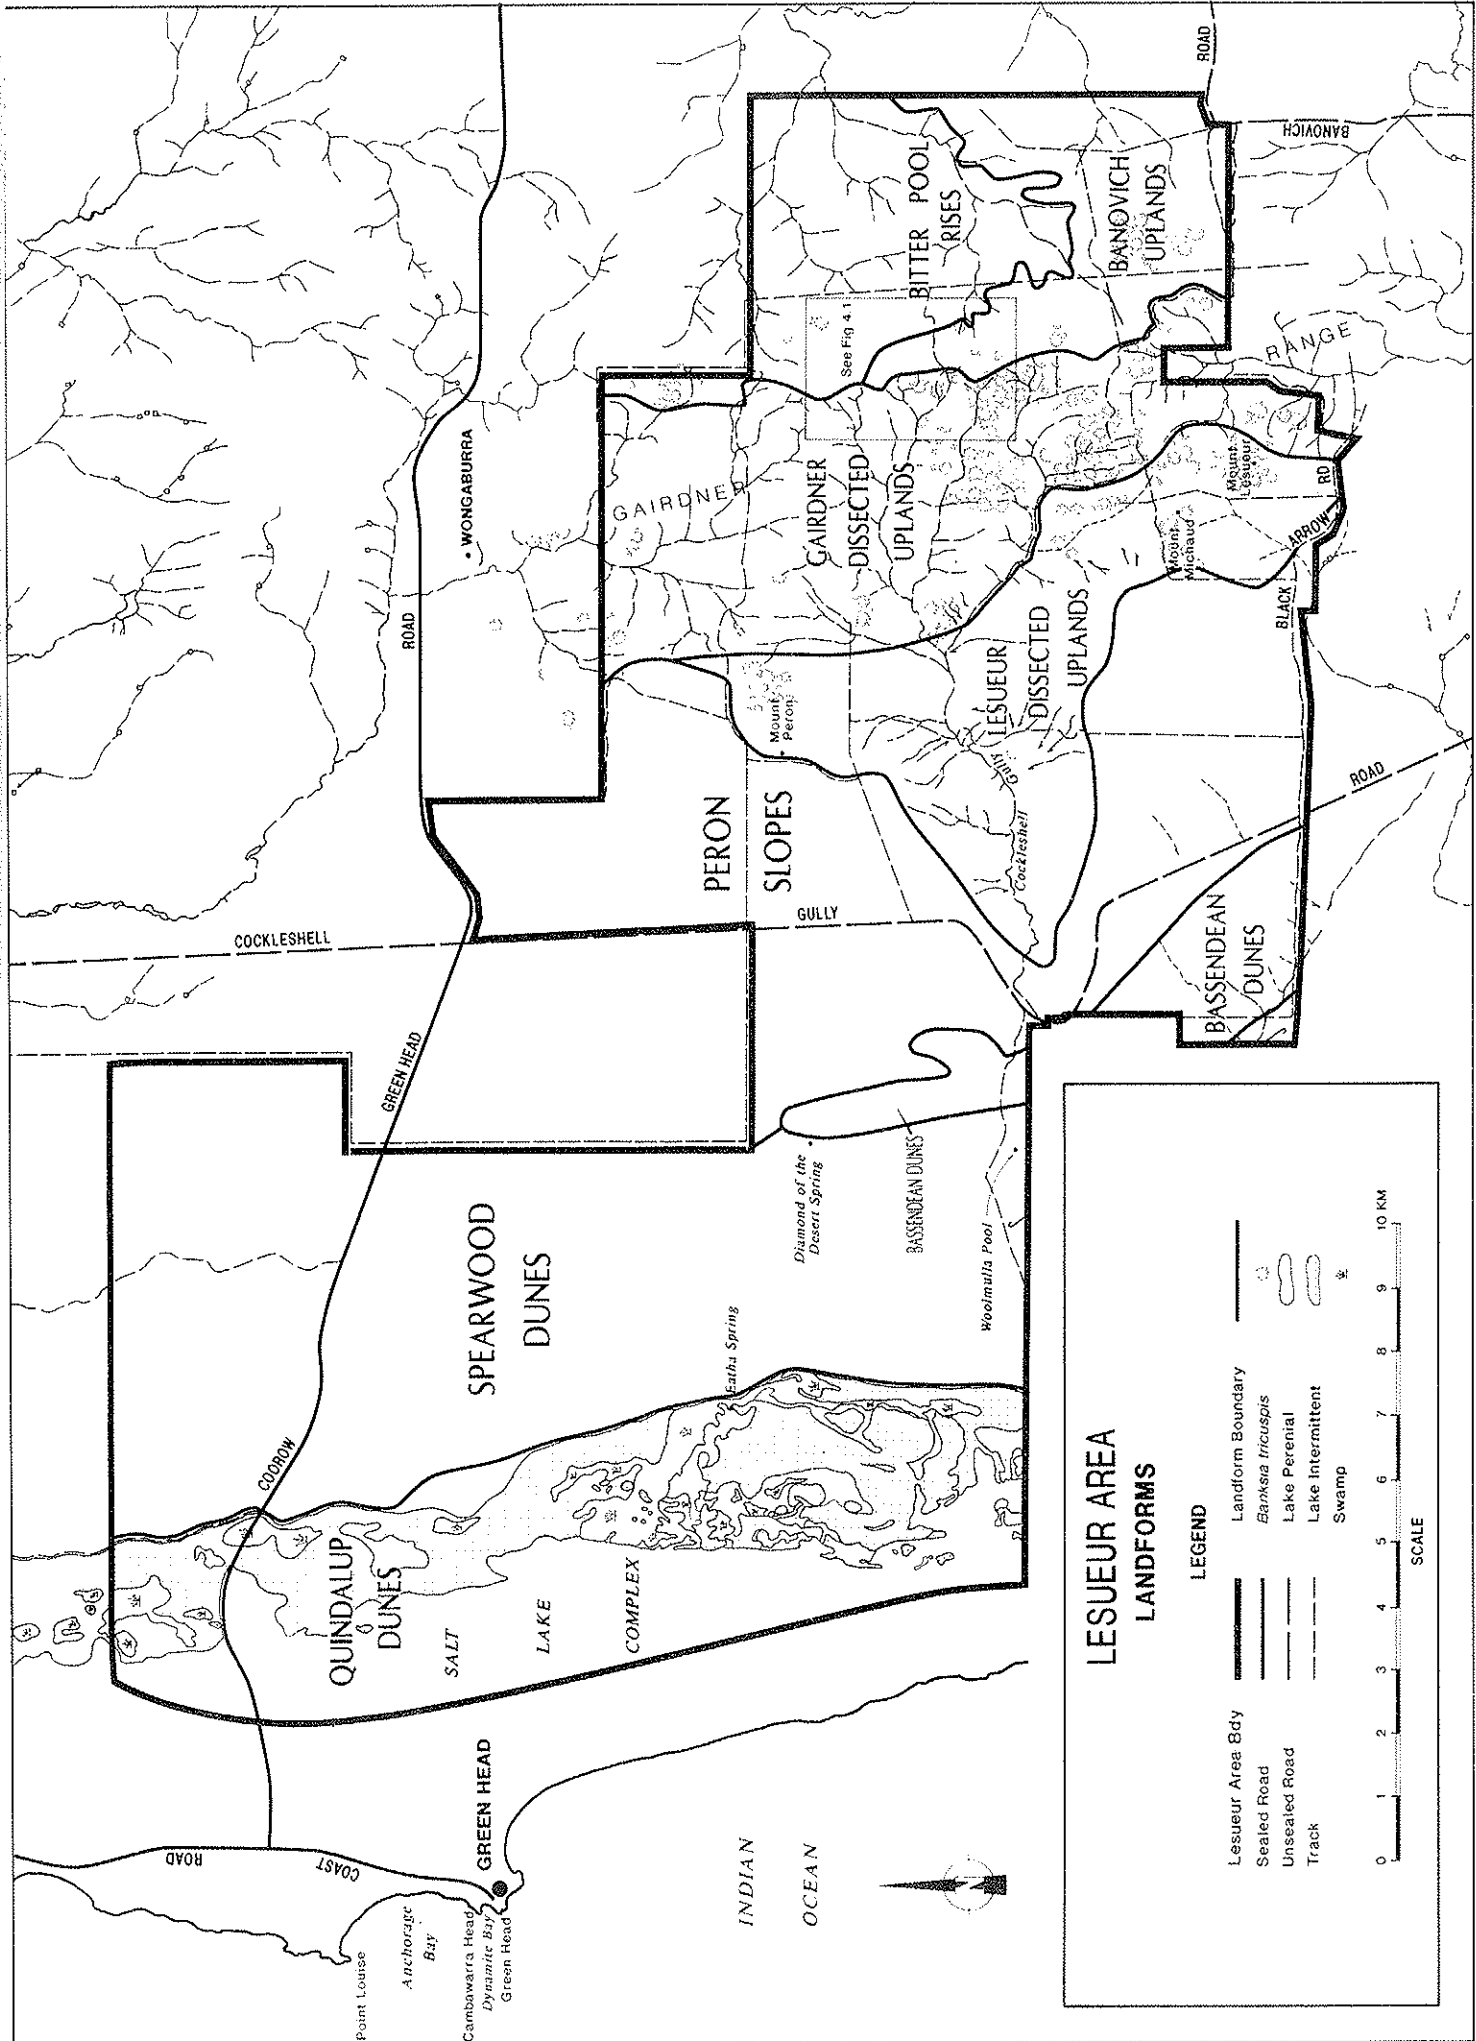 Point Louise
Anchorage
Bay
Cambawarra Head
Dynamite Bay
Green Head
COAST
ROAD
GREEN HEAD
INDIAN
OCEAN
N
QUINDALUP
DUNES
SALT
LAKE
COMPLEX
COOROW
GREEN HEAD
ROAD
SPEARWOOD
DUNES
Eatha Spring
Diamond of the
Desert Spring
BASSENDEAN DUNES
Woolmulla Pool
COCKLESHELL
GULLY
ROAD
PERON
SLOPES
BASSENDEAN
DUNES
WONGABURRA
GAIRDNER
RANGE
Mount
Peron
GAIRDNER
DISSECTED
UPLANDS
LESUEUR
DISSECTED
UPLANDS
Cockleshell
Gully
Mount
Michaud
Mount
Lesueur
BLACK
ARROW
RD
See Fig 4.1
BITTER POOL
RISES
BANOVICH
UPLANDS
BANOVICH
ROAD
LESUEUR AREA
LANDFORMS
LEGEND
Lesueur Area Bdy
Sealed Road
Unsealed Road
Track
Landform Boundary
Banksia tricuspis
Lake Perenial
Lake Intermittent
Swamp
0 1 2 3 4 5 6 7 8 9 10 KM
SCALE